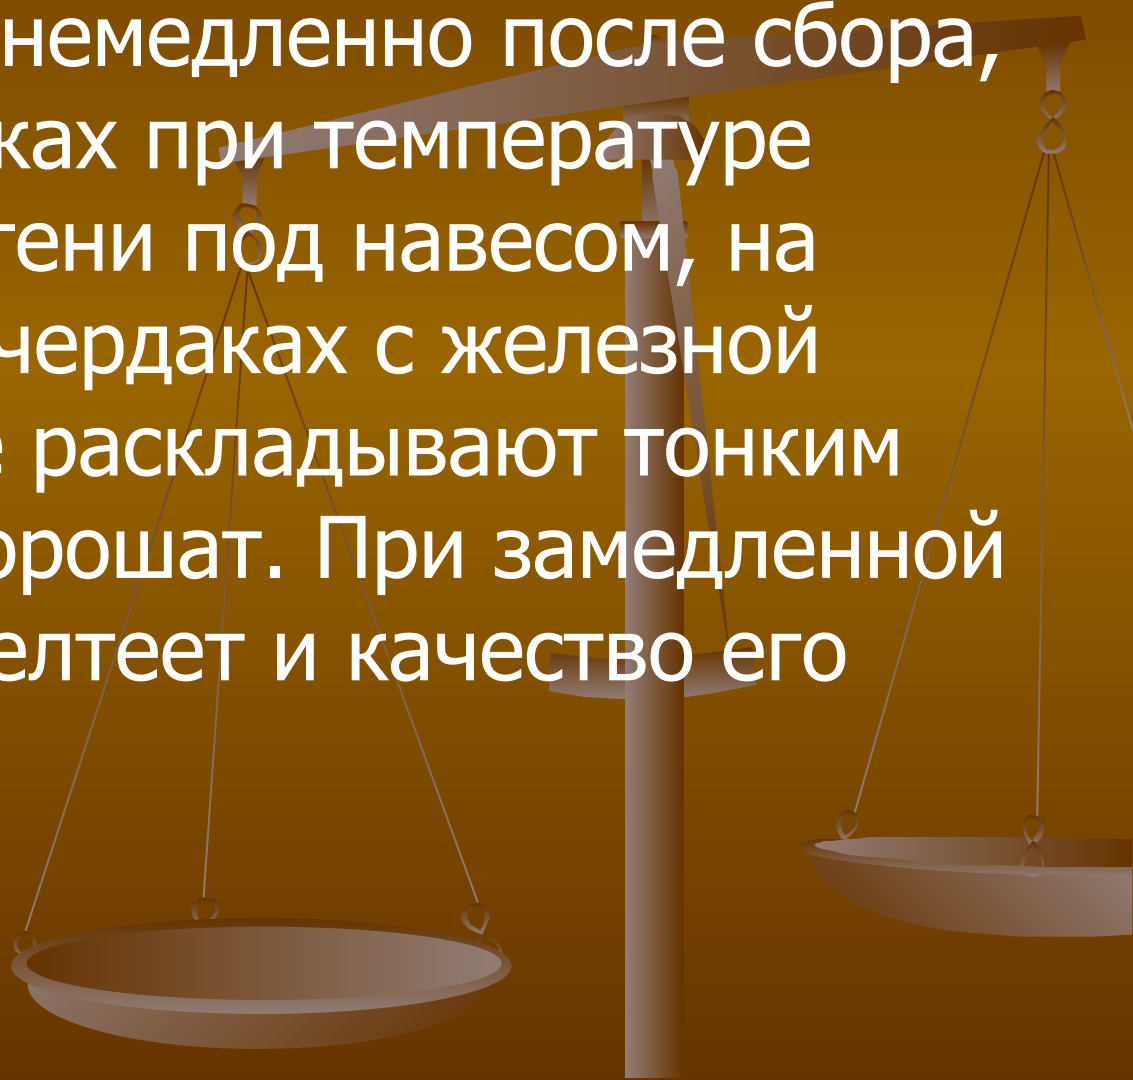 немедленно после сбора,
ках при температуре
тени под навесом, на
чердаках с железной
е раскладывают тонким
орошат. При замедленной
елтеет и качество его